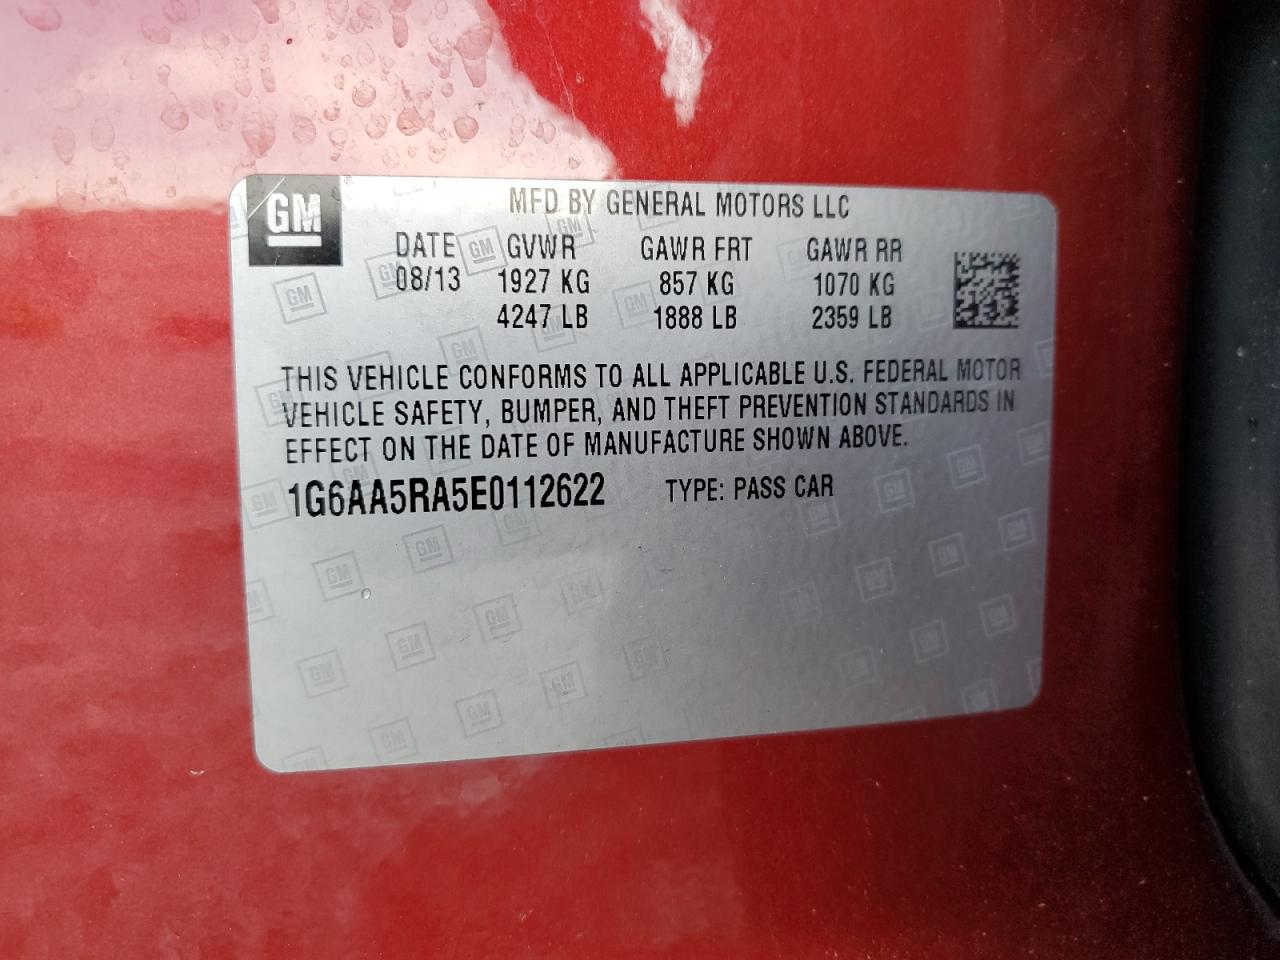 GM
MFD BY GENERAL MOTORS LLC
DATE GVWR GAWR FRT GAWR RR
08/13 1927 KG 857 KG 1070 KG
4247 LB 1888 LB 2359 LB
THIS VEHICLE CONFORMS TO ALL APPLICABLE U.S. FEDERAL MOTOR
VEHICLE SAFETY, BUMPER, AND THEFT PREVENTION STANDARDS IN
EFFECT ON THE DATE OF MANUFACTURE SHOWN ABOVE.
1G6AA5RA5E0112622 TYPE: PASS CAR